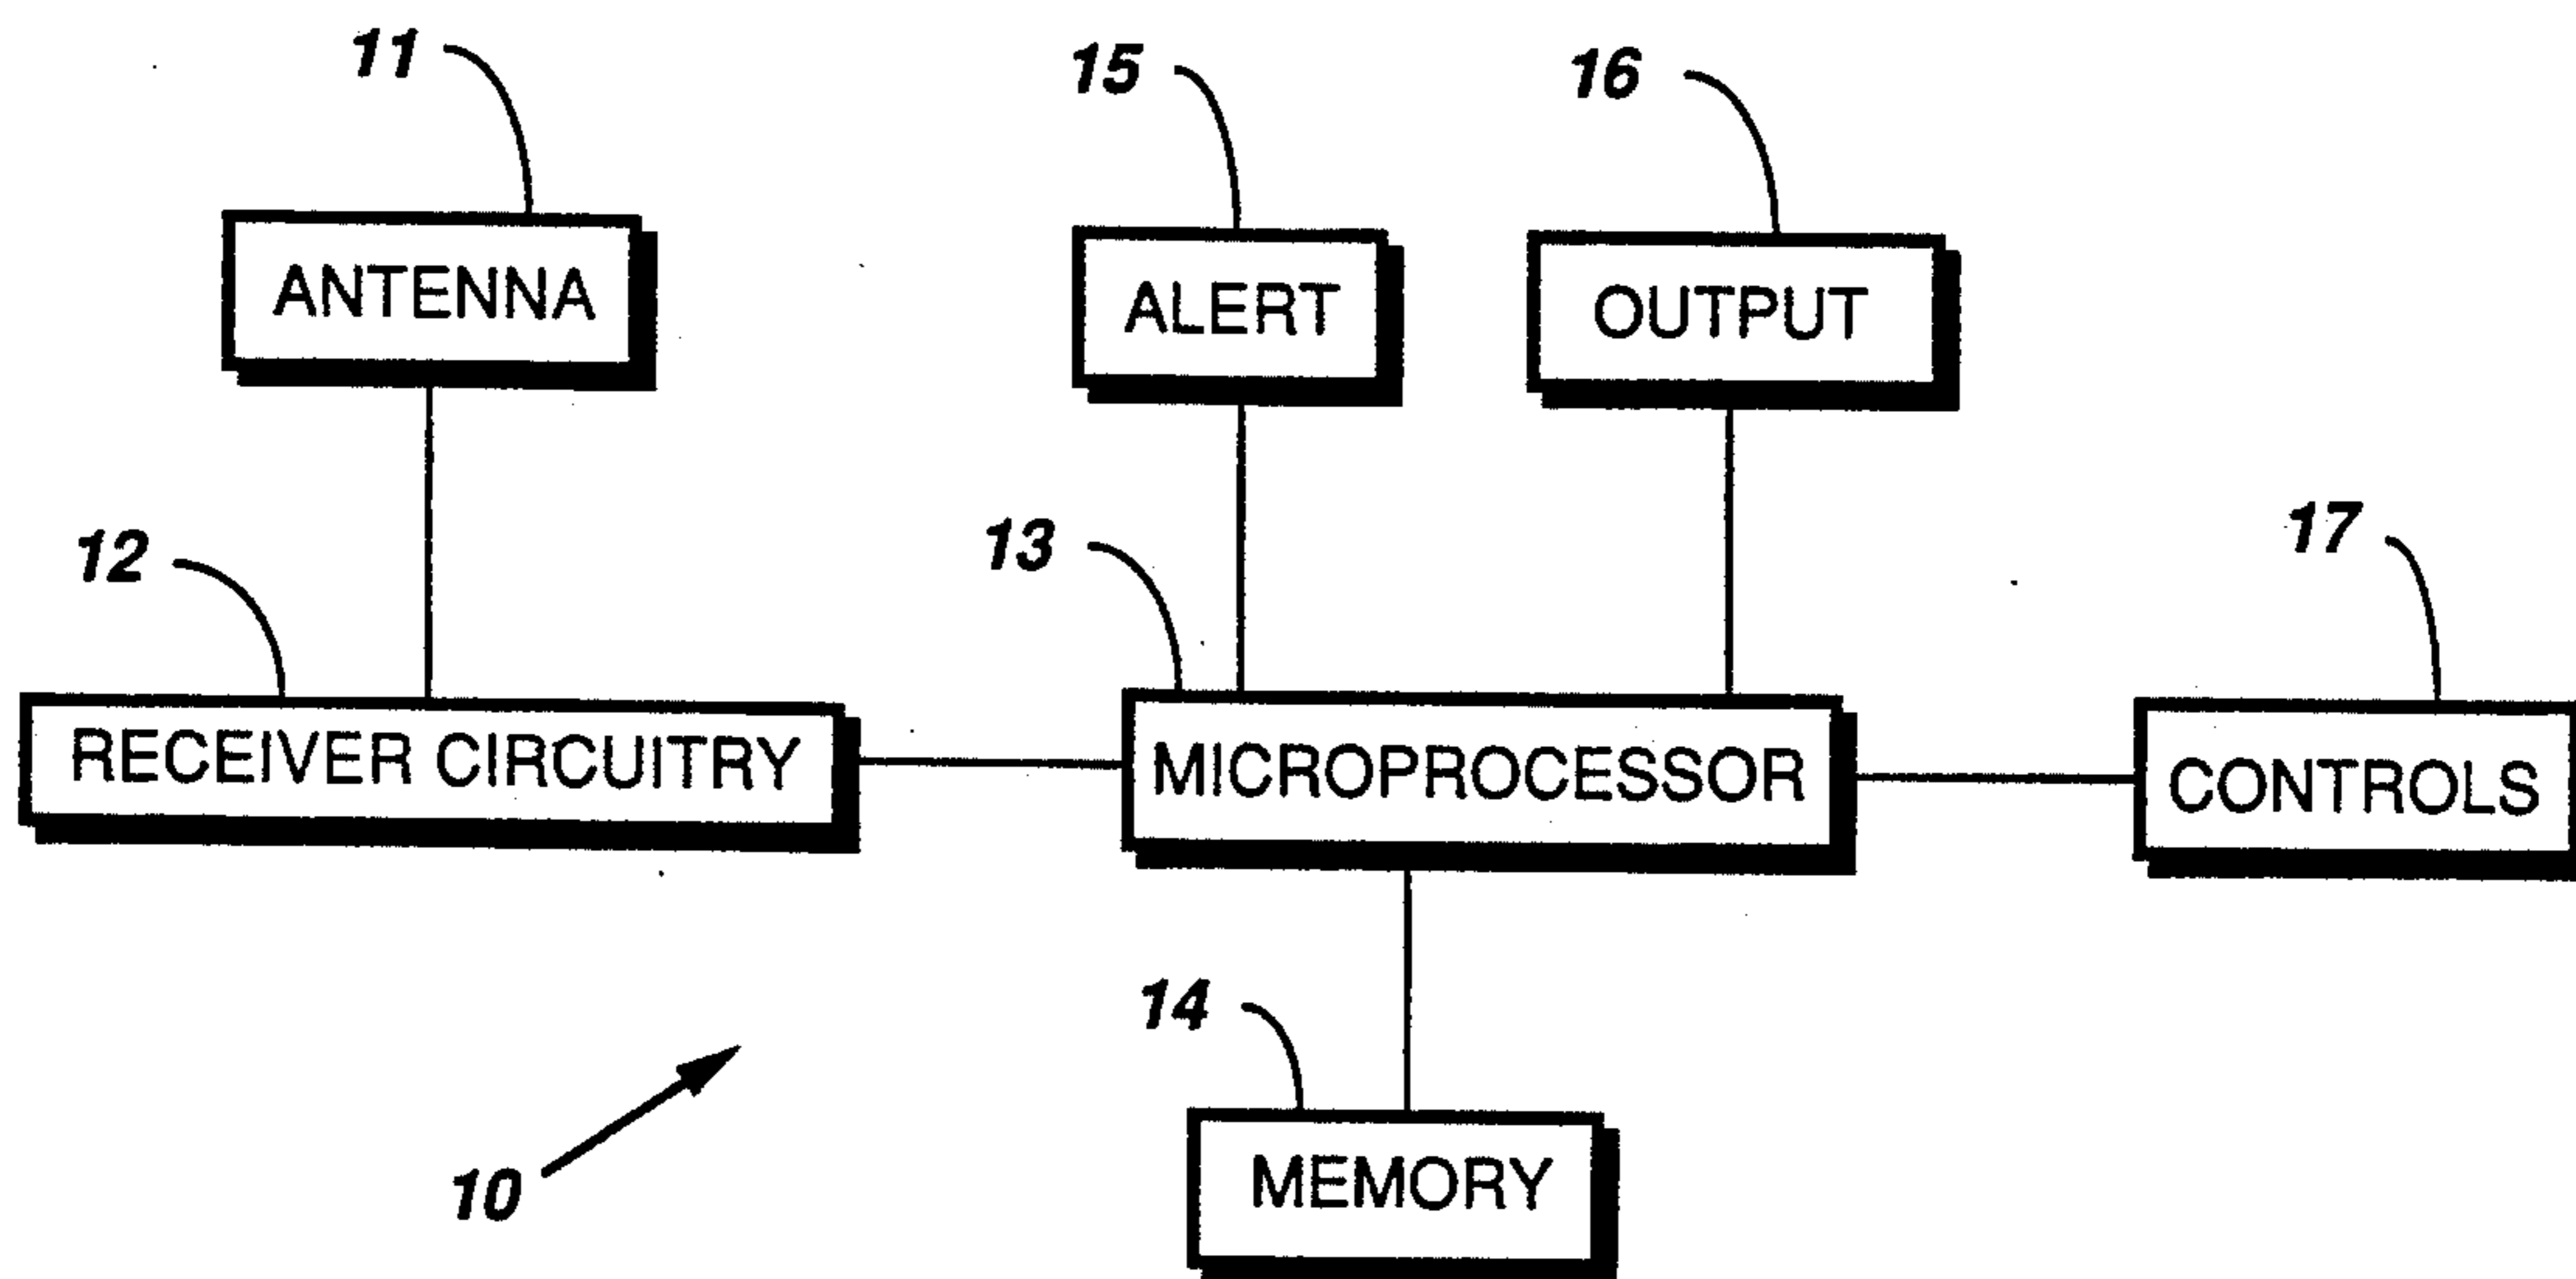 11
15
16
ANTENNA
ALERT
OUTPUT
12
13
17
RECEIVER CIRCUITRY
MICROPROCESSOR
CONTROLS
14
10
MEMORY